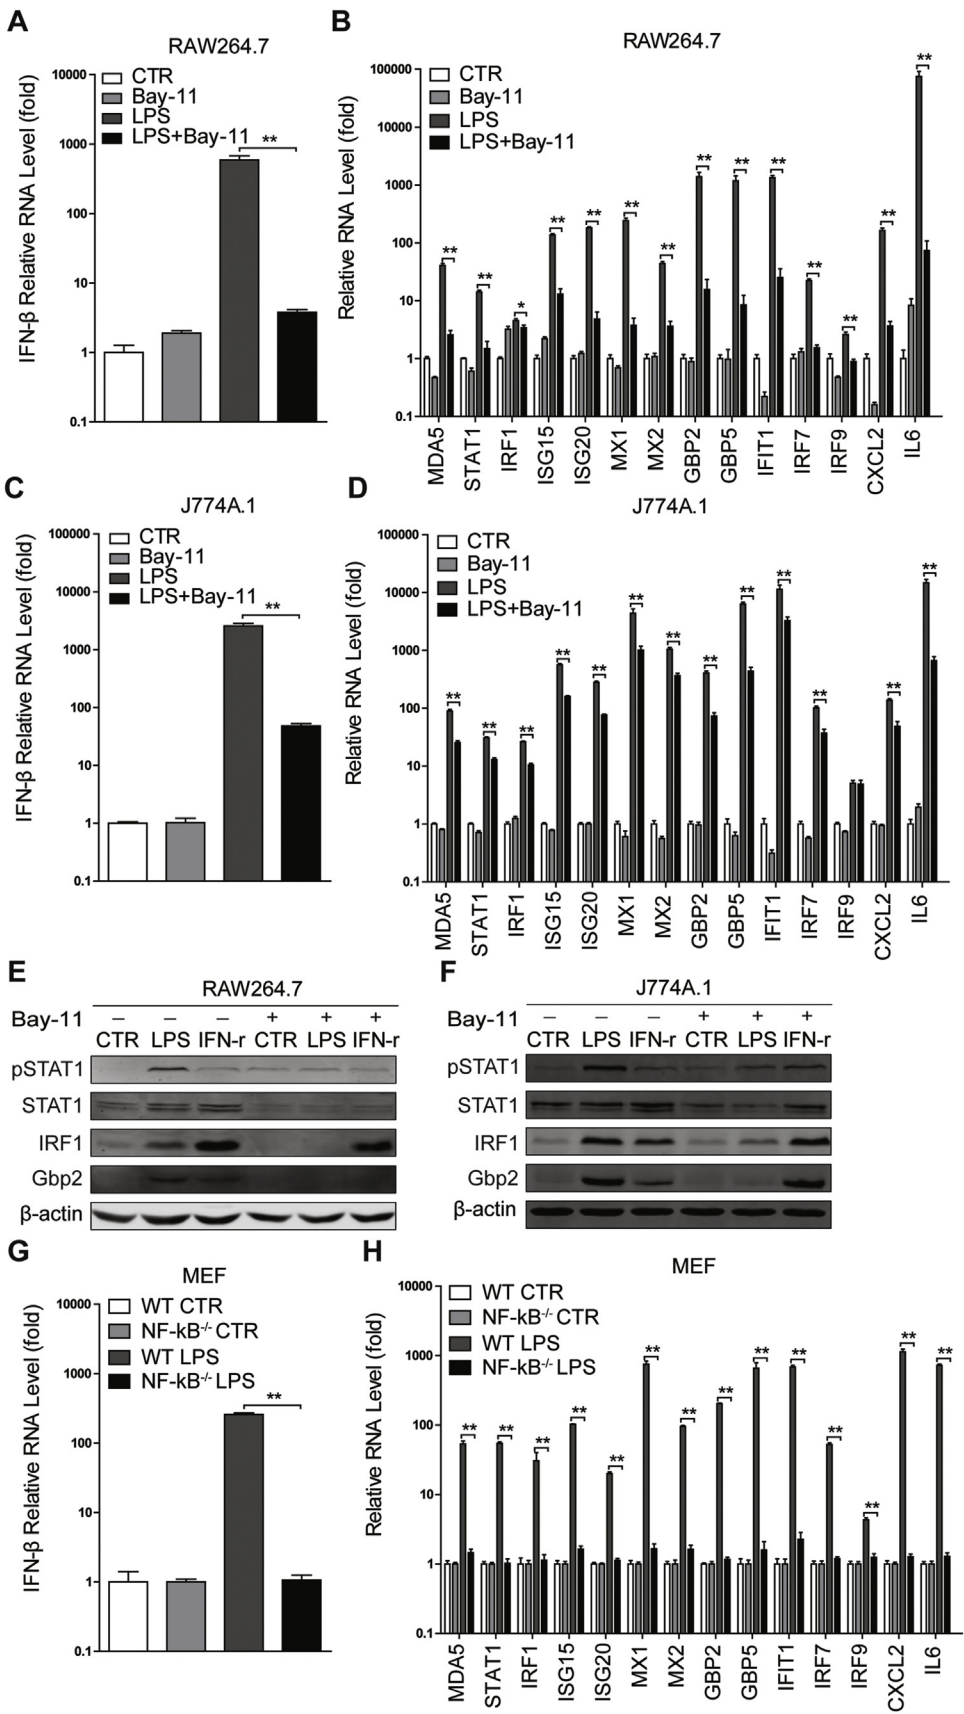 A
RAW264.7
IFN-β Relative RNA Level (fold)
10000
1000
100
10
1
0.1
CTR
Bay-11
LPS
LPS+Bay-11
**
B
RAW264.7
Relative RNA Level (fold)
100000
10000
1000
100
10
1
0.1
CTR
Bay-11
LPS
LPS+Bay-11
** ** * ** ** ** ** ** ** ** ** ** ** **
MDA5 STAT1 IRF1 ISG15 ISG20 MX1 MX2 GBP2 GBP5 IFIT1 IRF7 IRF9 CXCL2 IL6
C
J774A.1
IFN-β Relative RNA Level (fold)
100000
10000
1000
100
10
1
0.1
CTR
Bay-11
LPS
LPS+Bay-11
**
D
J774A.1
Relative RNA Level (fold)
100000
10000
1000
100
10
1
0.1
CTR
Bay-11
LPS
LPS+Bay-11
** ** ** ** ** ** ** ** ** ** ** ** **
MDA5 STAT1 IRF1 ISG15 ISG20 MX1 MX2 GBP2 GBP5 IFIT1 IRF7 IRF9 CXCL2 IL6
E
RAW264.7
Bay-11 – – – + + +
CTR LPS IFN-r CTR LPS IFN-r
pSTAT1
STAT1
IRF1
Gbp2
β-actin
F
J774A.1
Bay-11 – – – + + +
CTR LPS IFN-r CTR LPS IFN-r
pSTAT1
STAT1
IRF1
Gbp2
β-actin
G
MEF
IFN-β Relative RNA Level (fold)
10000
1000
100
10
1
0.1
WT CTR
NF-kB-/- CTR
WT LPS
NF-kB-/- LPS
**
H
MEF
Relative RNA Level (fold)
10000
1000
100
10
1
0.1
WT CTR
NF-kB-/- CTR
WT LPS
NF-kB-/- LPS
** ** ** ** ** ** ** ** ** ** ** ** ** **
MDA5 STAT1 IRF1 ISG15 ISG20 MX1 MX2 GBP2 GBP5 IFIT1 IRF7 IRF9 CXCL2 IL6